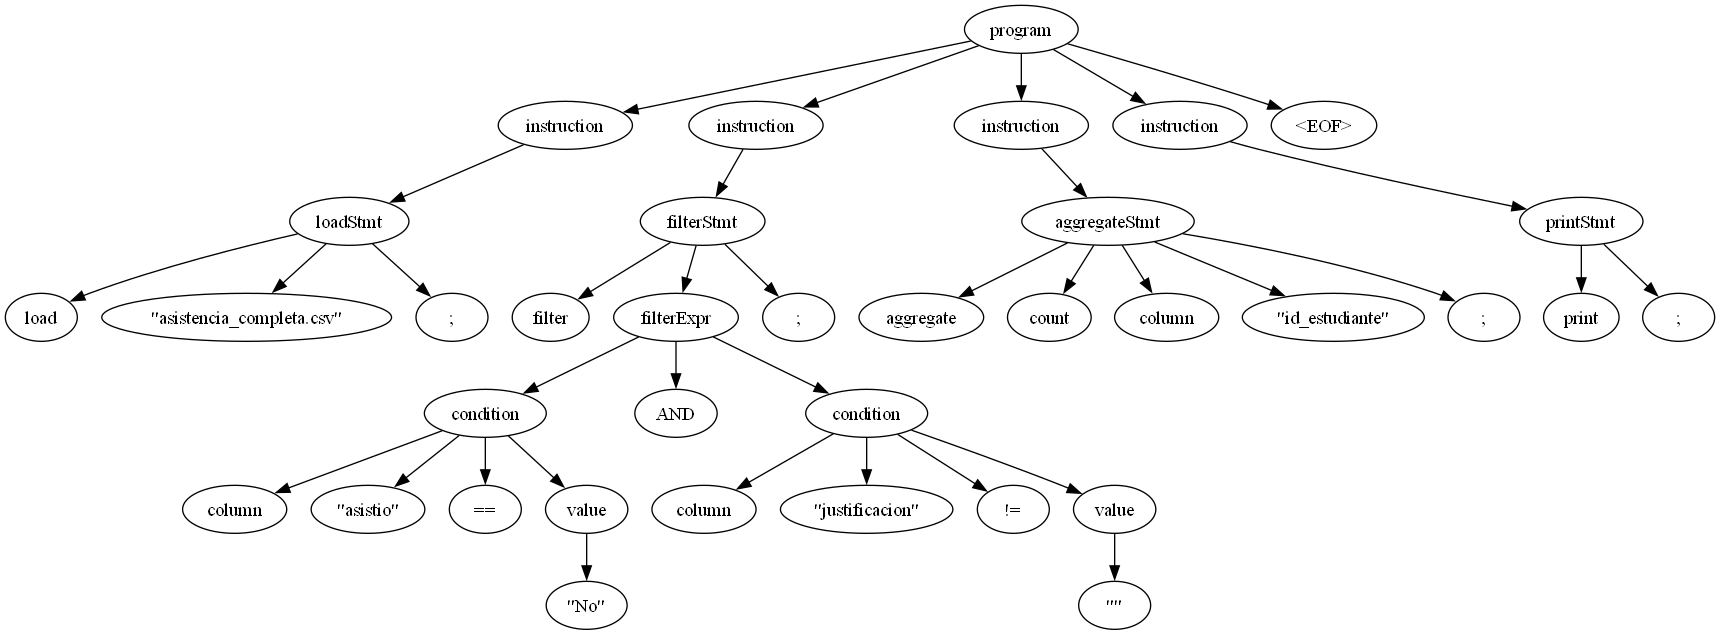 program
instruction
instruction
instruction
instruction
<EOF>
loadStmt
filterStmt
aggregateStmt
printStmt
load
"asistencia_completa.csv"
;
filter
filterExpr
;
aggregate
count
column
"id_estudiante"
;
print
;
condition
AND
condition
column
"asistio"
==
value
column
"justificacion"
!=
value
"No"
""